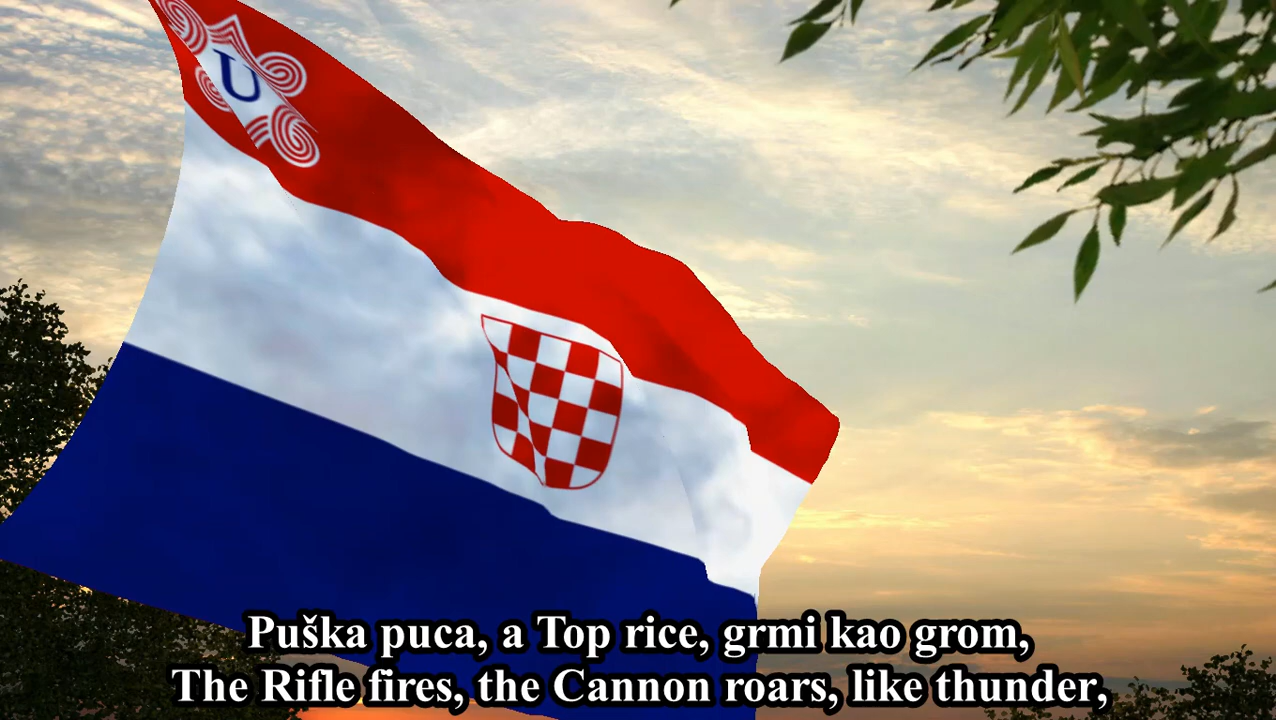 U
Puška puca, a Top rice, grmi kao grom,
The Rifle fires, the Cannon roars, like thunder,